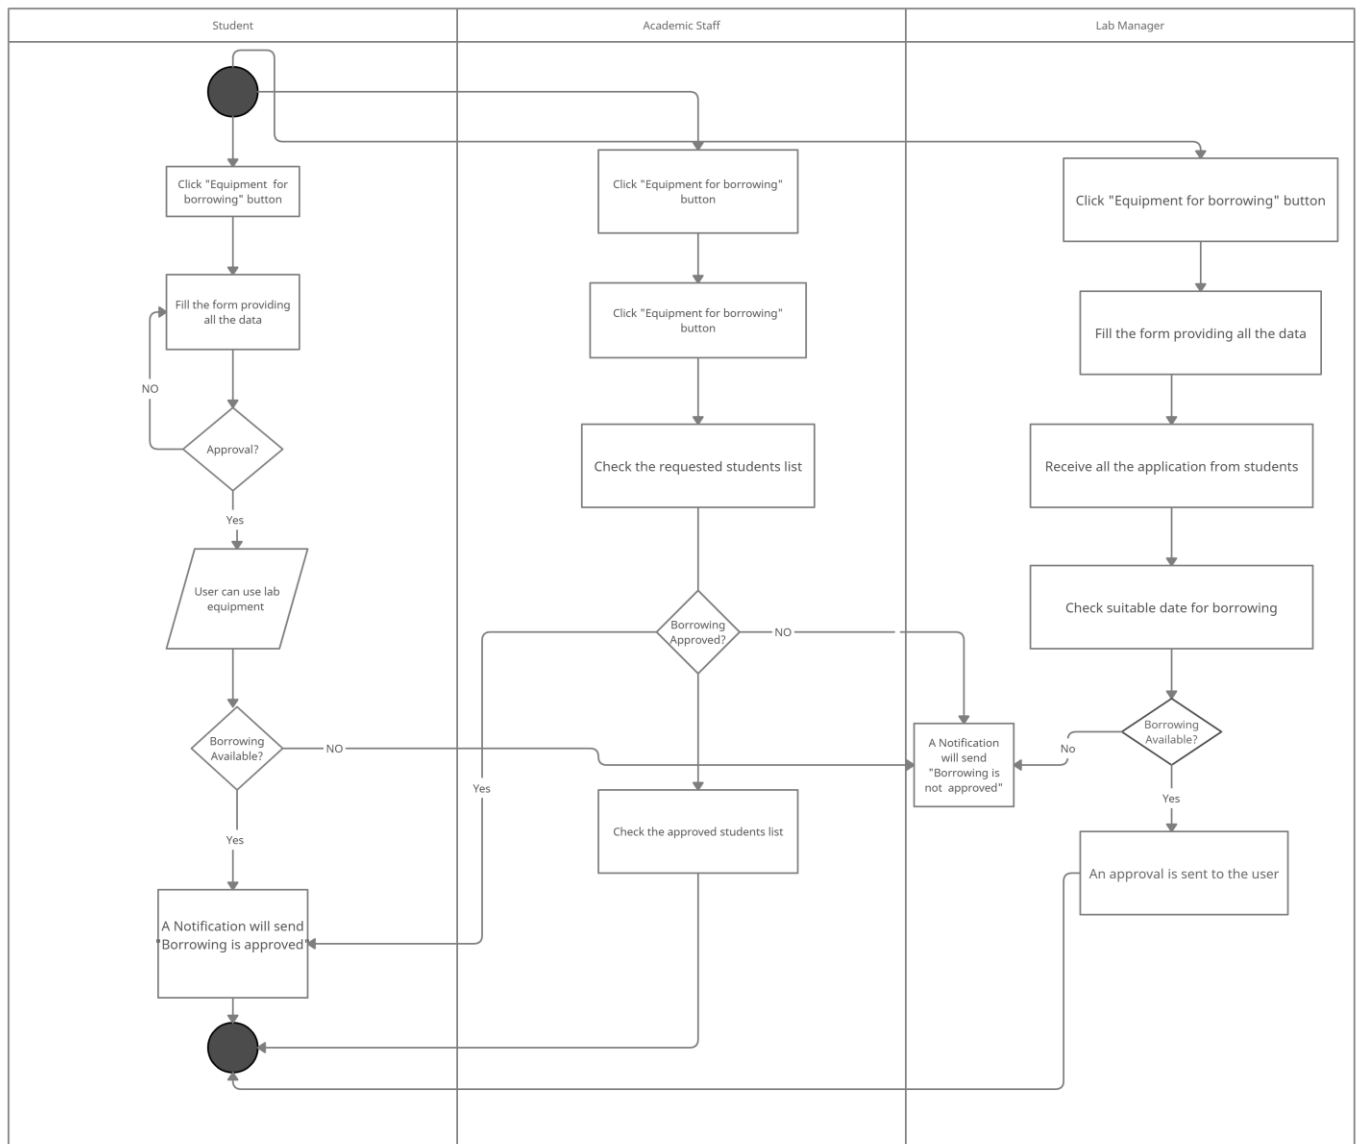 Student
Academic Staff
Lab Manager
Click "Equipment for
borrowing" button
Fill the form providing
all the data
NO
Approval?
Yes
User can use lab
equipment
Borrowing
Available?
NO
Yes
A Notification will send
"Borrowing is approved"
Click "Equipment for borrowing"
button
Click "Equipment for borrowing"
button
Check the requested students list
Borrowing
Approved?
NO
Yes
Check the approved students list
Click "Equipment for borrowing" button
Fill the form providing all the data
Receive all the application from students
Check suitable date for borrowing
Borrowing
Available?
No
A Notification
will send
"Borrowing is
not approved"
Yes
An approval is sent to the user